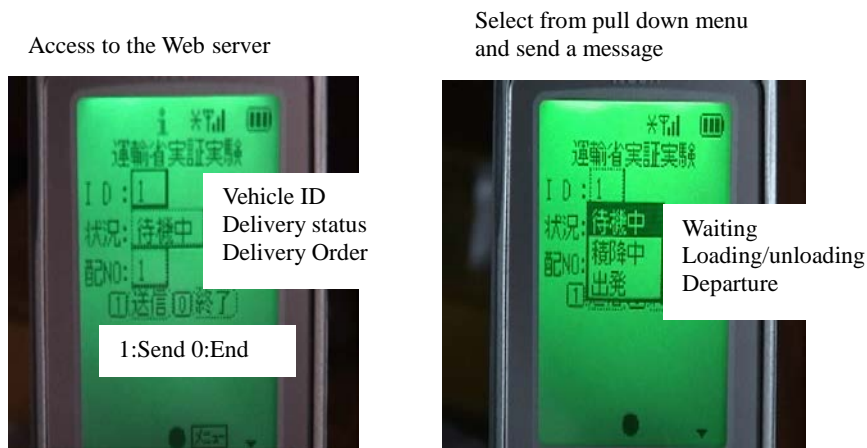 Access to the Web server
運輸省実証実験
ID:1
状況:待機中
配NO:1
1送信0終了
メニュー
Vehicle ID
Delivery status
Delivery Order
1:Send 0:End
Select from pull down menu
and send a message
運輸省実証実験
ID:1
状況:待機中
積降中
出発
配NO:
1
Waiting
Loading/unloading
Departure